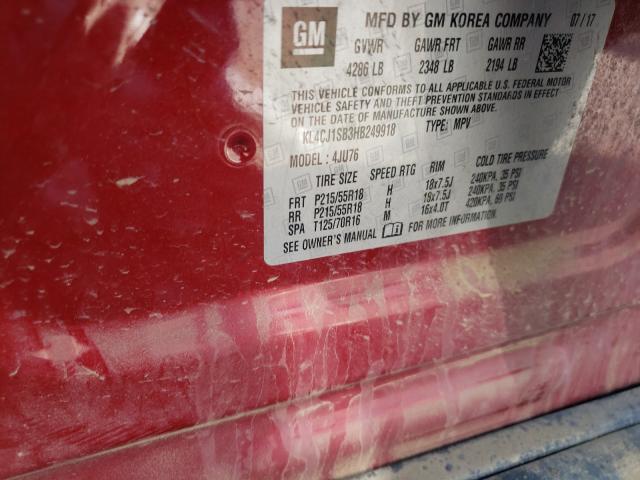 GM
MFD BY GM KOREA COMPANY 07/17
GVWR GAWR FRT GAWR RR
4286 LB 2348 LB 2194 LB
THIS VEHICLE CONFORMS TO ALL APPLICABLE U.S. FEDERAL MOTOR
VEHICLE SAFETY AND THEFT PREVENTION STANDARDS IN EFFECT
ON THE DATE OF MANUFACTURE SHOWN ABOVE.
KL4CJ1SB3HB249918 TYPE: MPV
MODEL: 4JU76
TIRE SIZE SPEED RTG RIM COLD TIRE PRESSURE
FRT P215/55R18 H 18x7.5J 240KPA, 35 PSI
RR P215/55R18 H 18x7.5J 240KPA, 35 PSI
SPA T125/70R16 M 16x4.0T 420KPA, 60 PSI
SEE OWNER'S MANUAL FOR MORE INFORMATION